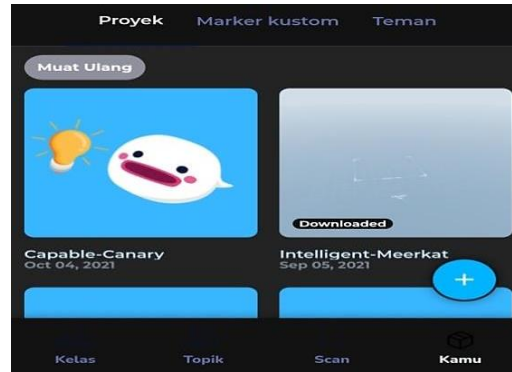 Proyek Marker kustom Teman
Muat Ulang
Downloaded
Capable-Canary Intelligent-Meerkat
Oct 04, 2021 Sep 05, 2021
+
Kelas Topik Scan Kamu